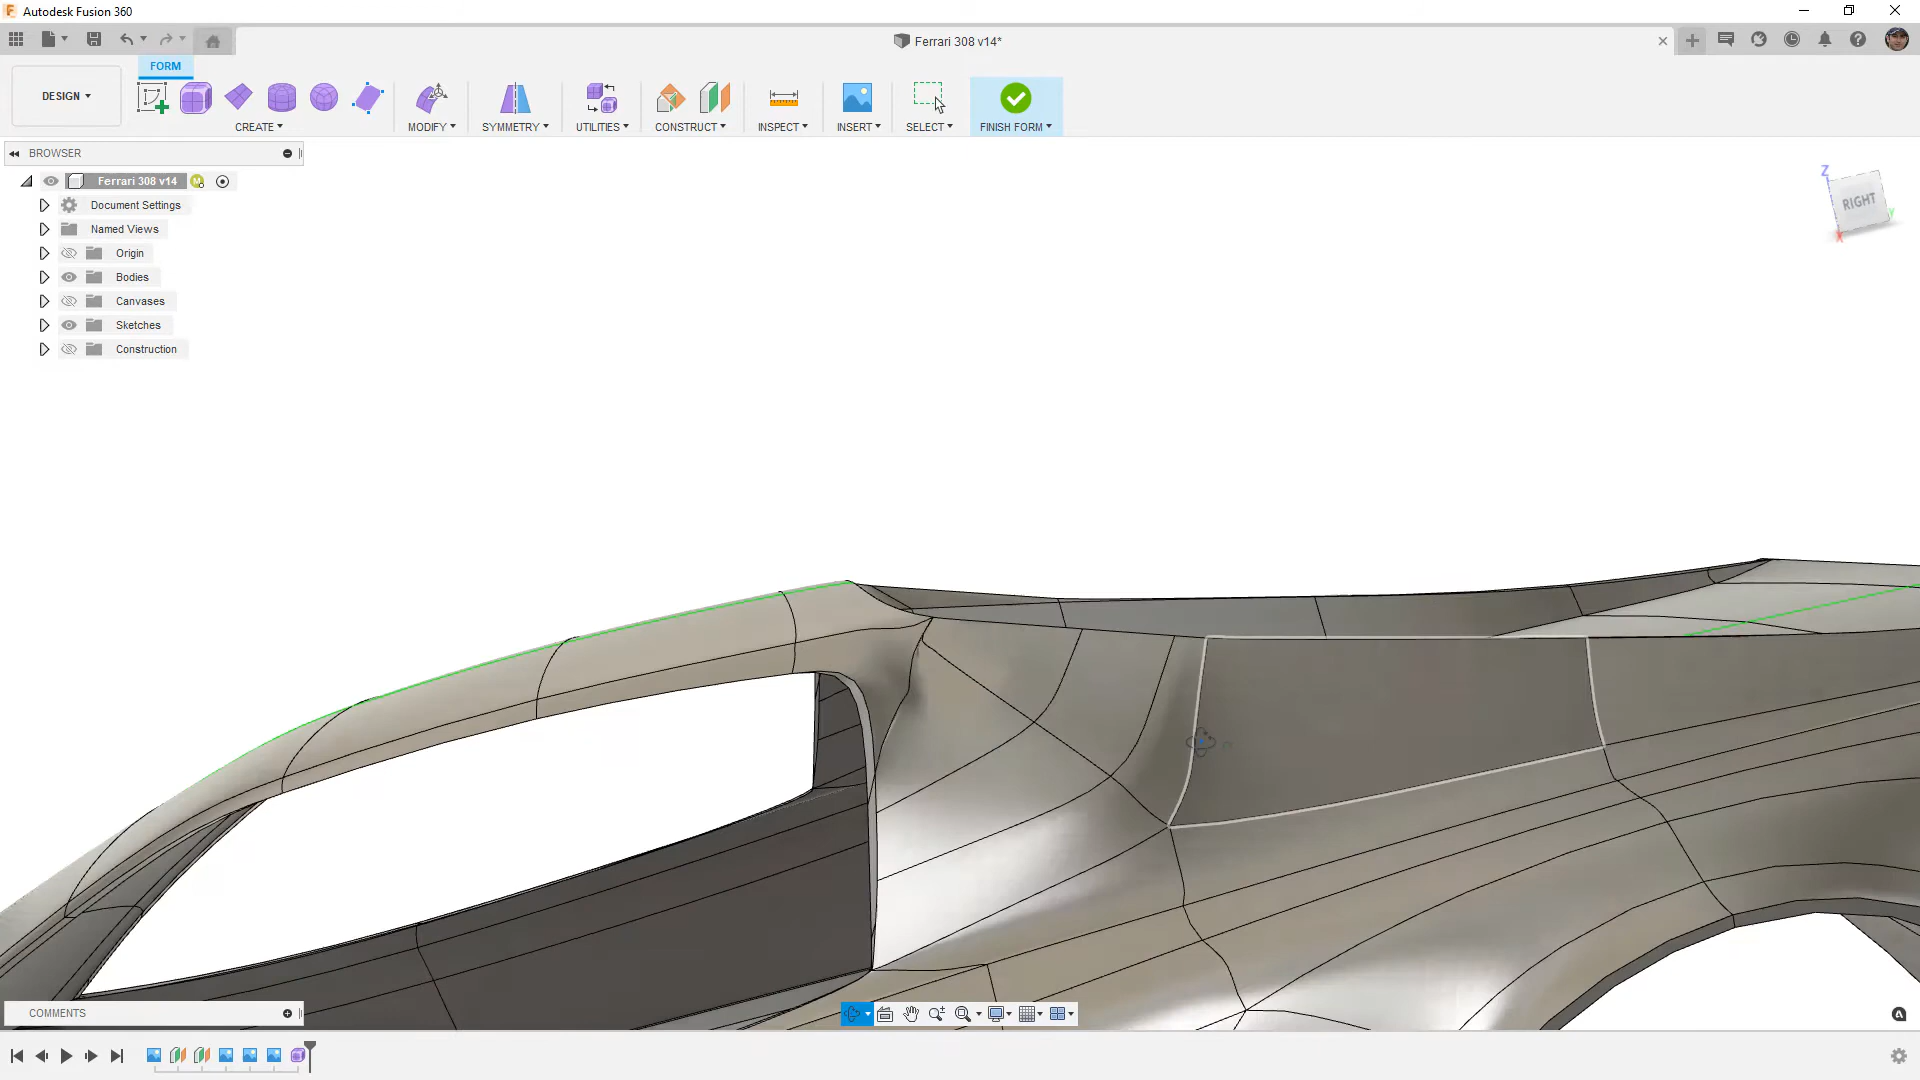 Autodesk Fusion 360
Ferrari 308 v14*
FORM
DESIGN
CREATE
MODIFY
SYMMETRY
UTILITIES
CONSTRUCT
INSPECT
INSERT
SELECT
FINISH FORM
BROWSER
Ferrari 308 v14
Document Settings
Named Views
Origin
Bodies
Canvases
Sketches
Construction
Z
RIGHT
Y
X
COMMENTS